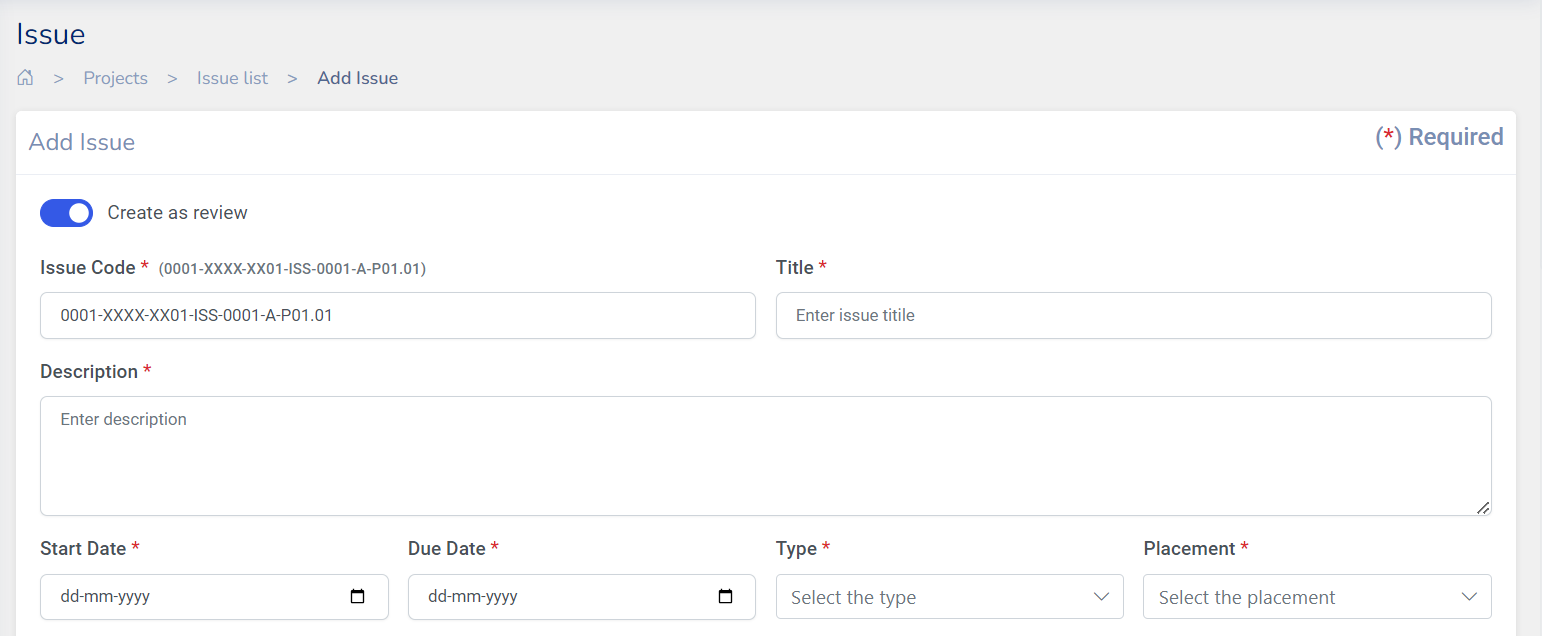 Issue
> Projects > Issue list > Add Issue
Add Issue
(*) Required
Create as review
Issue Code * (0001-XXXX-XX01-ISS-0001-A-P01.01)
Title *
0001-XXXX-XX01-ISS-0001-A-P01.01
Enter issue titile
Description *
Enter description
Start Date *
Due Date *
Type *
Placement *
dd-mm-yyyy
dd-mm-yyyy
Select the type
Select the placement